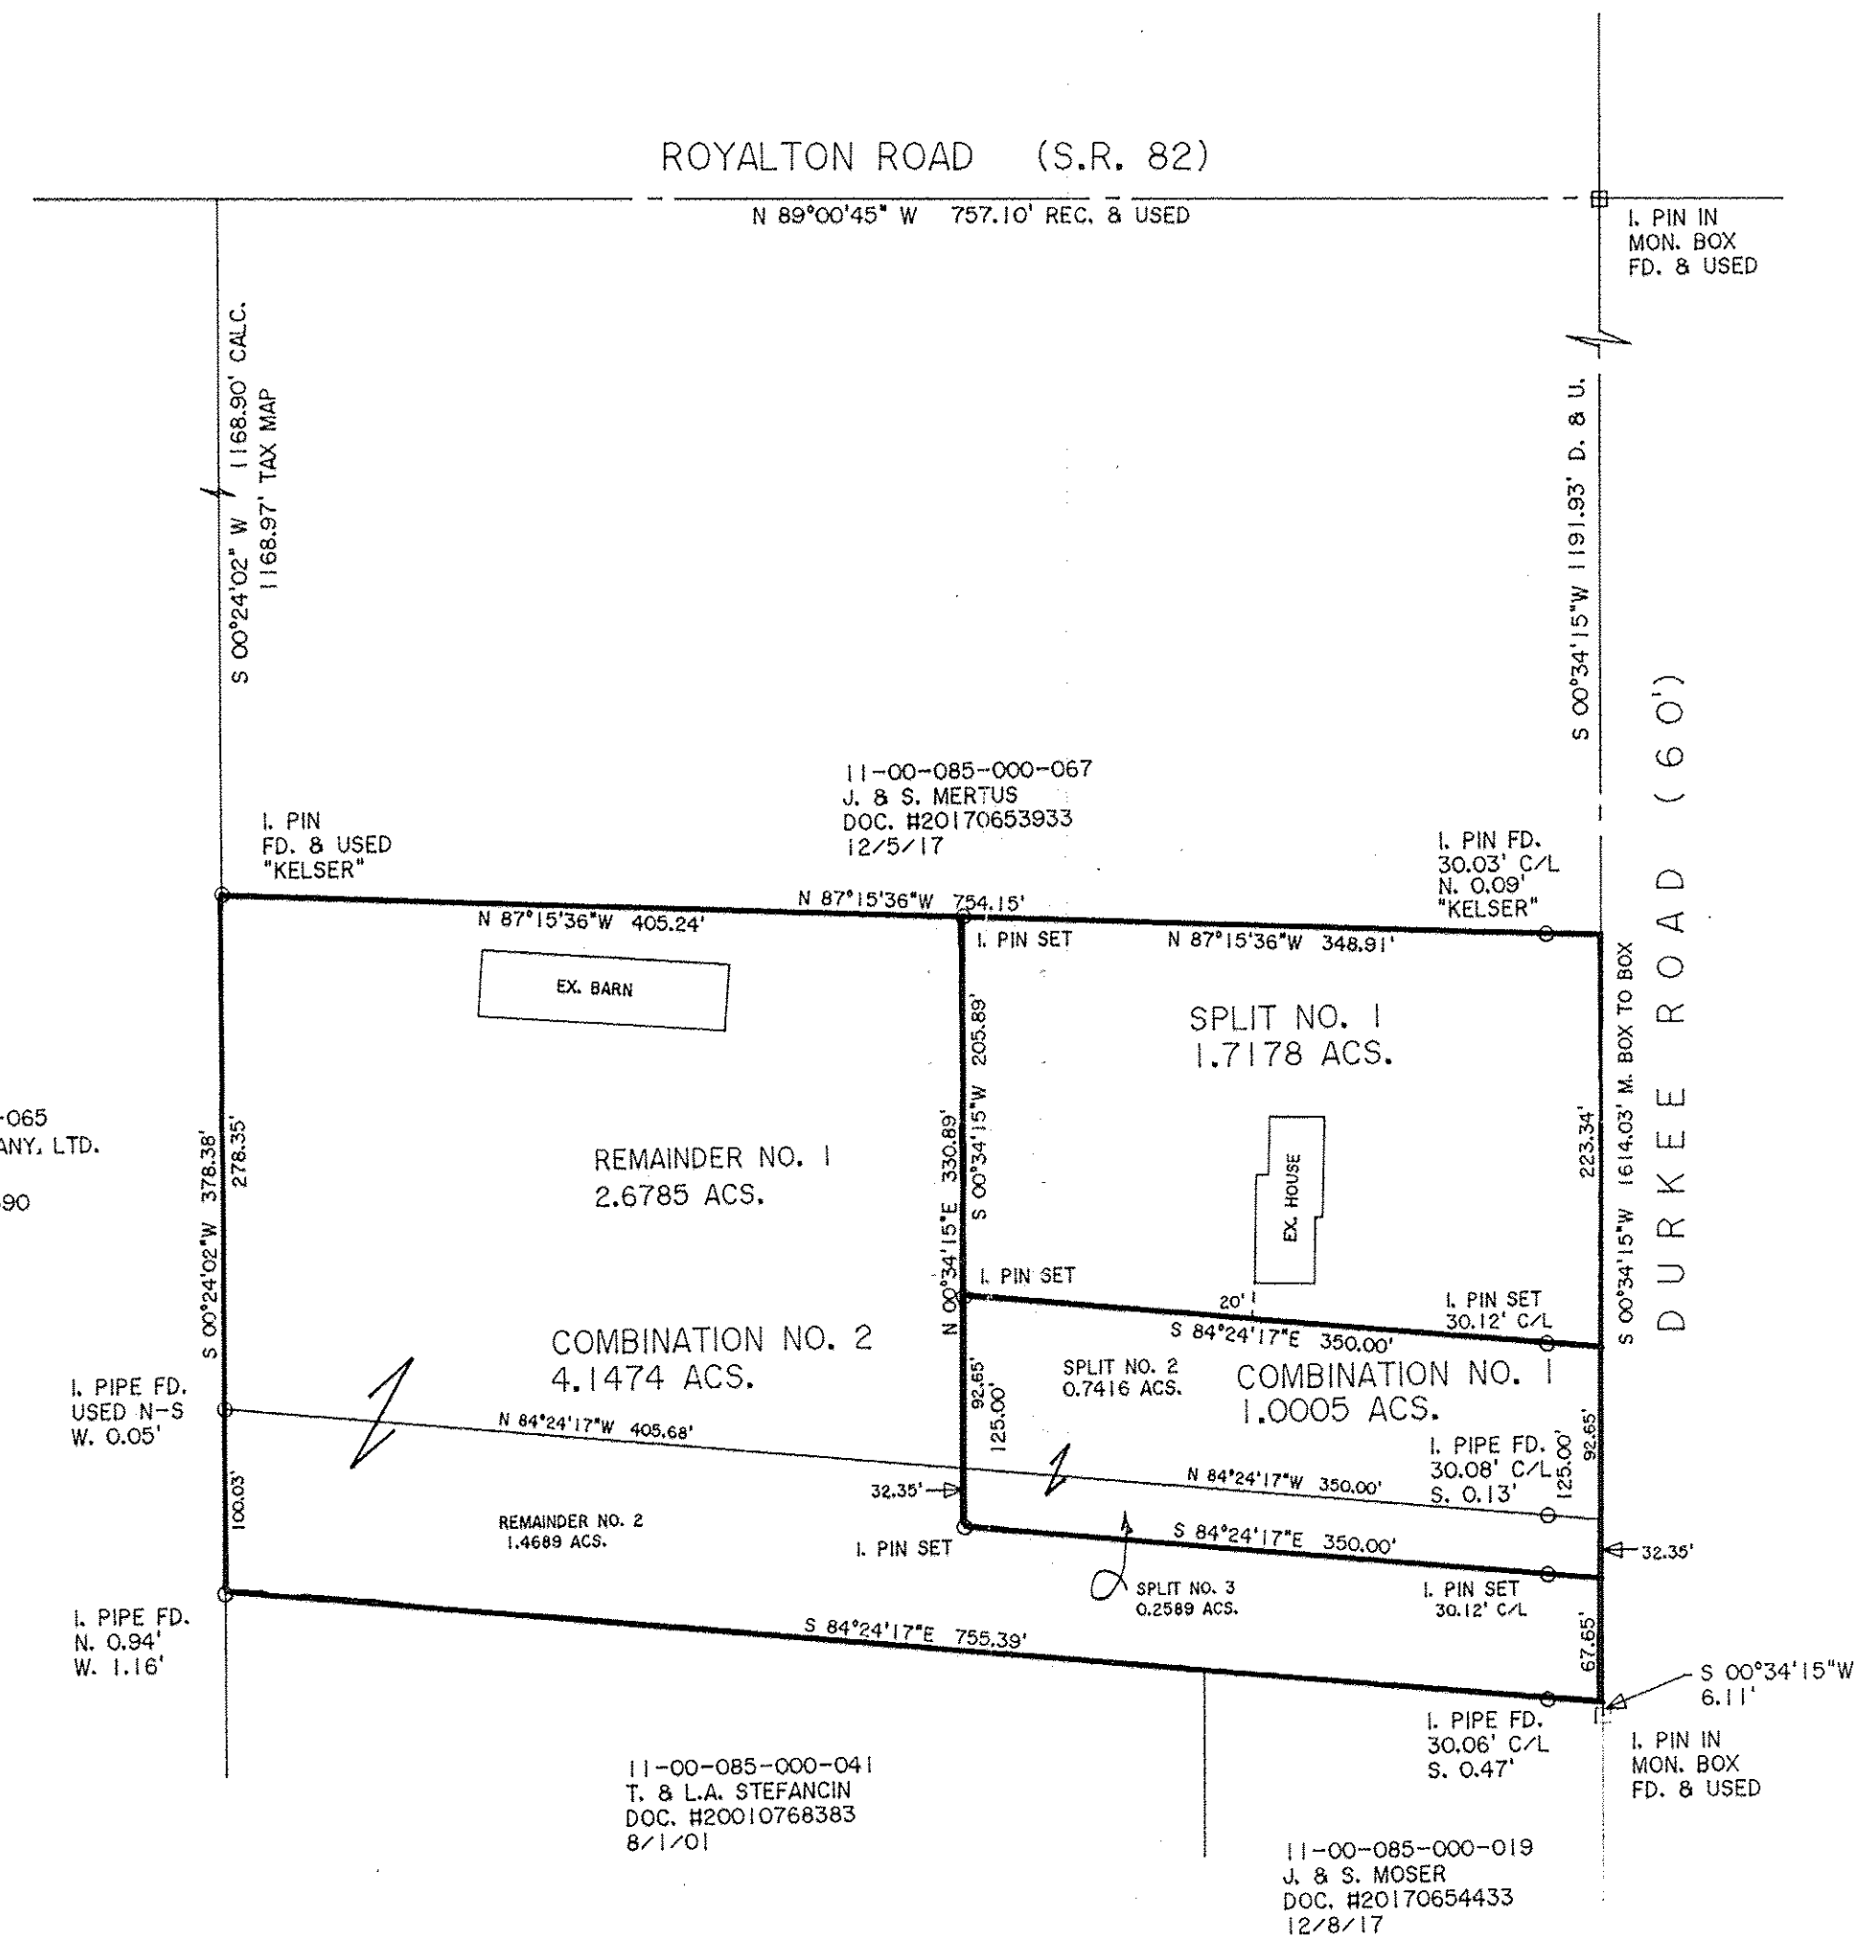 ROYALTON ROAD (S.R. 82)
N 89°00'45" W 757.10' REC. & USED
I. PIN IN
MON. BOX
FD. & USED
S 00°24'02" W 1168.90' CALC.
1168.97' TAX MAP
S 00°34'15"W 1191.93' D. & U.
DURKEE ROAD (60')
11-00-085-000-067
J. & S. MERTUS
DOC. #20170653933
12/5/17
I. PIN
FD. & USED
"KELSER"
I. PIN FD.
30.03' C/L
N. 0.09'
"KELSER"
N 87°15'36"W 754.15'
N 87°15'36"W 405.24'
I. PIN SET
N 87°15'36"W 348.91'
EX. BARN
SPLIT NO. 1
1.7178 ACS.
S 00°34'15"W 205.89'
N 00°34'15"E 330.89'
S 00°34'15"W 1614.03' M. BOX TO BOX
223.34'
-065
ANY, LTD.
90
S 00°24'02"W 378.38'
278.35'
REMAINDER NO. 1
2.6785 ACS.
EX. HOUSE
I. PIN SET
20'
I. PIN SET
30.12' C/L
S 84°24'17"E 350.00'
COMBINATION NO. 2
4.1474 ACS.
SPLIT NO. 2
0.7416 ACS.
COMBINATION NO. 1
1.0005 ACS.
92.65'
125.00'
125.00'
92.65'
I. PIPE FD.
USED N-S
W. 0.05'
N 84°24'17"W 405.68'
I. PIPE FD.
30.08' C/L
S. 0.13'
N 84°24'17"W 350.00'
32.35'
100.03'
REMAINDER NO. 2
1.4689 ACS.
I. PIN SET
S 84°24'17"E 350.00'
32.35'
SPLIT NO. 3
0.2589 ACS.
I. PIN SET
30.12' C/L
I. PIPE FD.
N. 0.94'
W. 1.16'
S 84°24'17"E 755.39'
67.65'
S 00°34'15"W
6.11'
I. PIPE FD.
30.06' C/L
S. 0.47'
I. PIN IN
MON. BOX
FD. & USED
11-00-085-000-041
T. & L.A. STEFANCIN
DOC. #20010768383
8/1/01
11-00-085-000-019
J. & S. MOSER
DOC. #20170654433
12/8/17